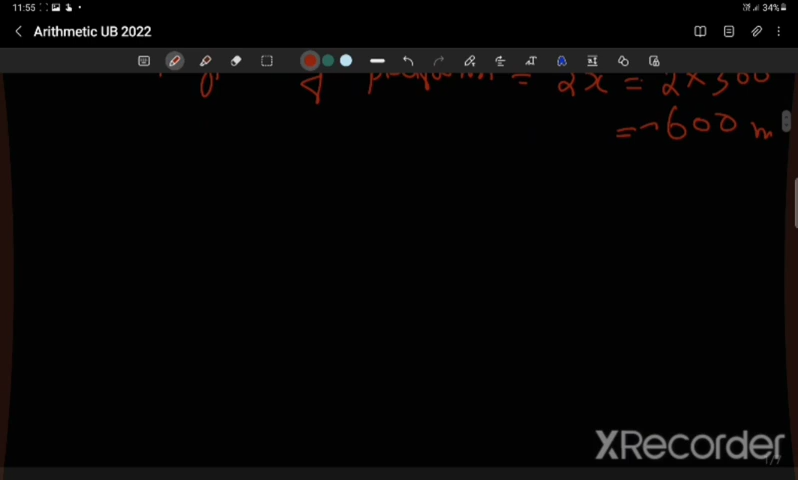 11:55
34%
Arithmetic UB 2022
= 2x = 2 × 300
= 600 m
XRecorder